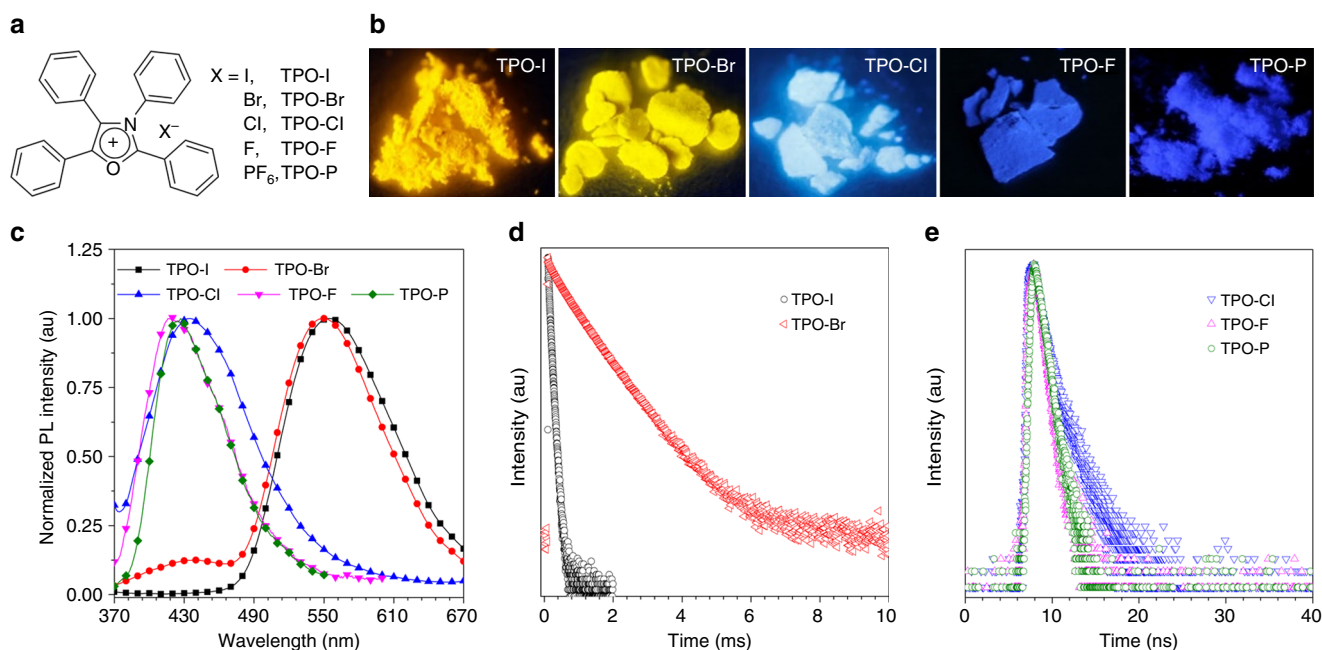 a
X = I, TPO-I
Br, TPO-Br
Cl, TPO-Cl
F, TPO-F
PF6, TPO-P
N
X−
+
O
b
TPO-I TPO-Br TPO-Cl TPO-F TPO-P
c
Normalized PL intensity (au)
1.25
1.00
0.75
0.50
0.25
0.00
TPO-I TPO-Br
TPO-Cl TPO-F TPO-P
370 430 490 550 610 670
Wavelength (nm)
d
Intensity (au)
TPO-I
TPO-Br
0 2 4 6 8 10
Time (ms)
e
Intensity (au)
TPO-Cl
TPO-F
TPO-P
0 10 20 30 40
Time (ns)